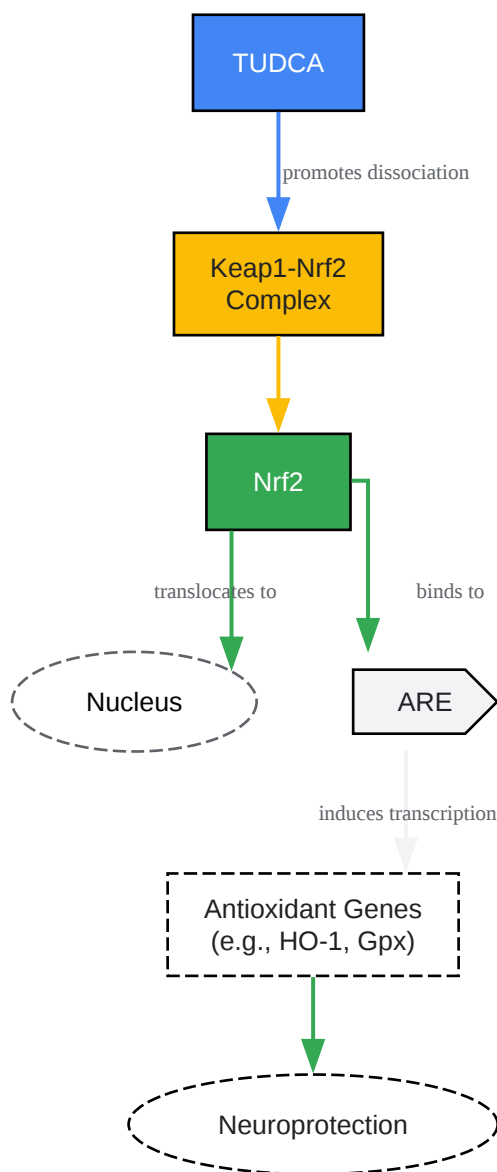 TUDCA
promotes dissociation
Keap1-Nrf2
Complex
Nrf2
translocates to
binds to
Nucleus
ARE
induces transcription
Antioxidant Genes
(e.g., HO-1, Gpx)
Neuroprotection